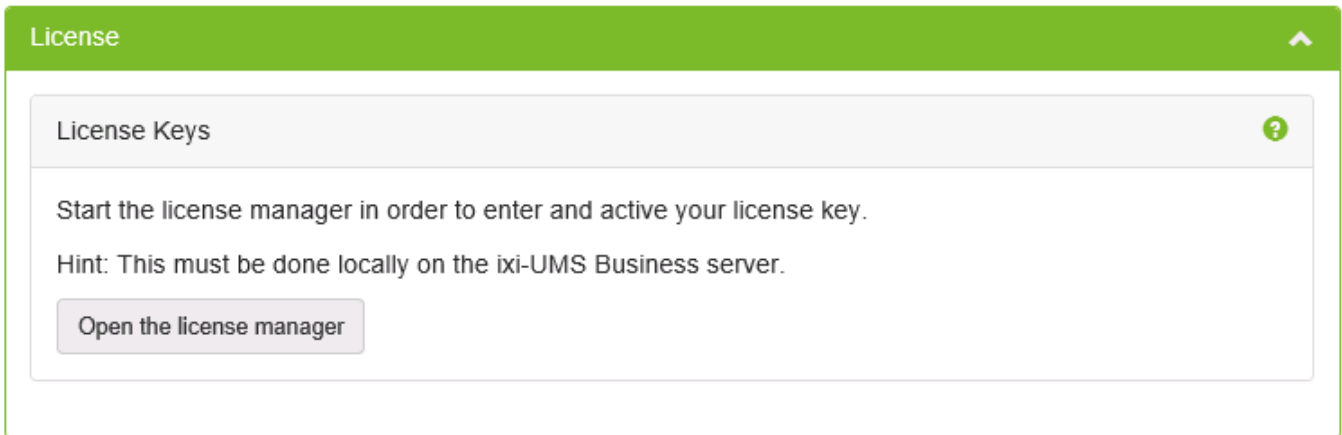 License
License Keys
Start the license manager in order to enter and active your license key.
Hint: This must be done locally on the ixi-UMS Business server.
Open the license manager